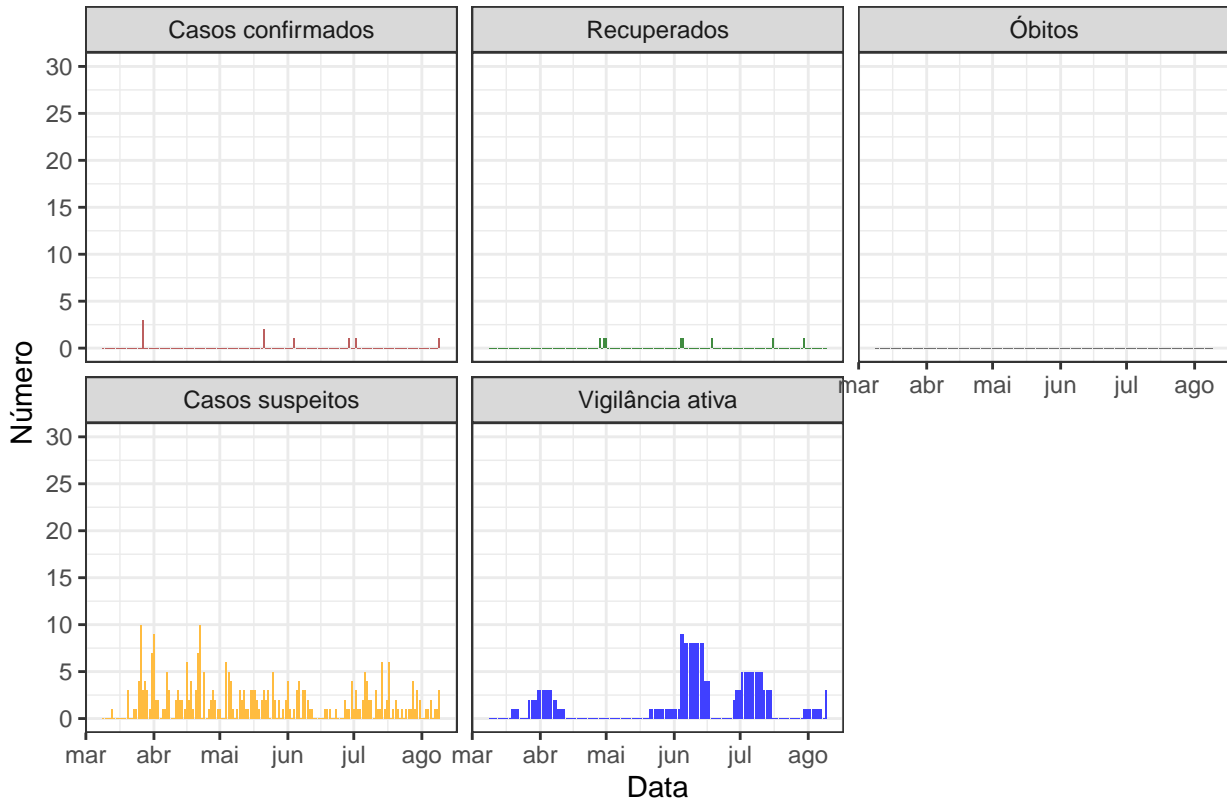 Casos confirmados
Recuperados
Óbitos
30
25
20
15
10
5
0
mar abr mai jun jul ago
Casos suspeitos
Vigilância ativa
30
25
20
15
10
5
0
mar abr mai jun jul ago
mar abr mai jun jul ago
Número
Data